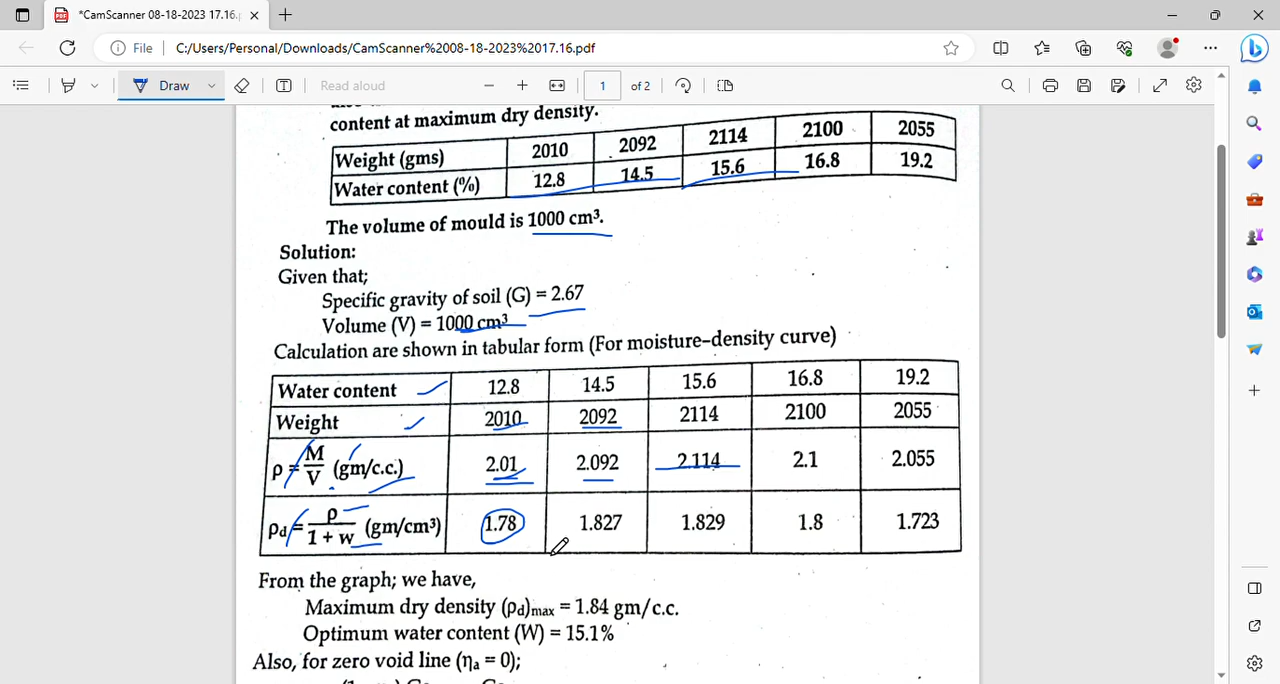 *CamScanner 08-18-2023 17.16.p
File C:/Users/Personal/Downloads/CamScanner%2008-18-2023%2017.16.pdf
Draw Read aloud 1 of 2
content at maximum dry density.
Weight (gms) 2010 2092 2114 2100 2055
Water content (%) 12.8 14.5 15.6 16.8 19.2
The volume of mould is 1000 cm³.
Solution:
Given that;
Specific gravity of soil (G) = 2.67
Volume (V) = 1000 cm³
Calculation are shown in tabular form (For moisture–density curve)
Water content 12.8 14.5 15.6 16.8 19.2
Weight 2010 2092 2114 2100 2055
ρ = M/V (gm/c.c.) 2.01 2.092 2.114 2.1 2.055
ρd = ρ/1 + w (gm/cm³) 1.78 1.827 1.829 1.8 1.723
From the graph; we have,
Maximum dry density (ρd)max = 1.84 gm/c.c.
Optimum water content (W) = 15.1%
Also, for zero void line (ηa = 0);